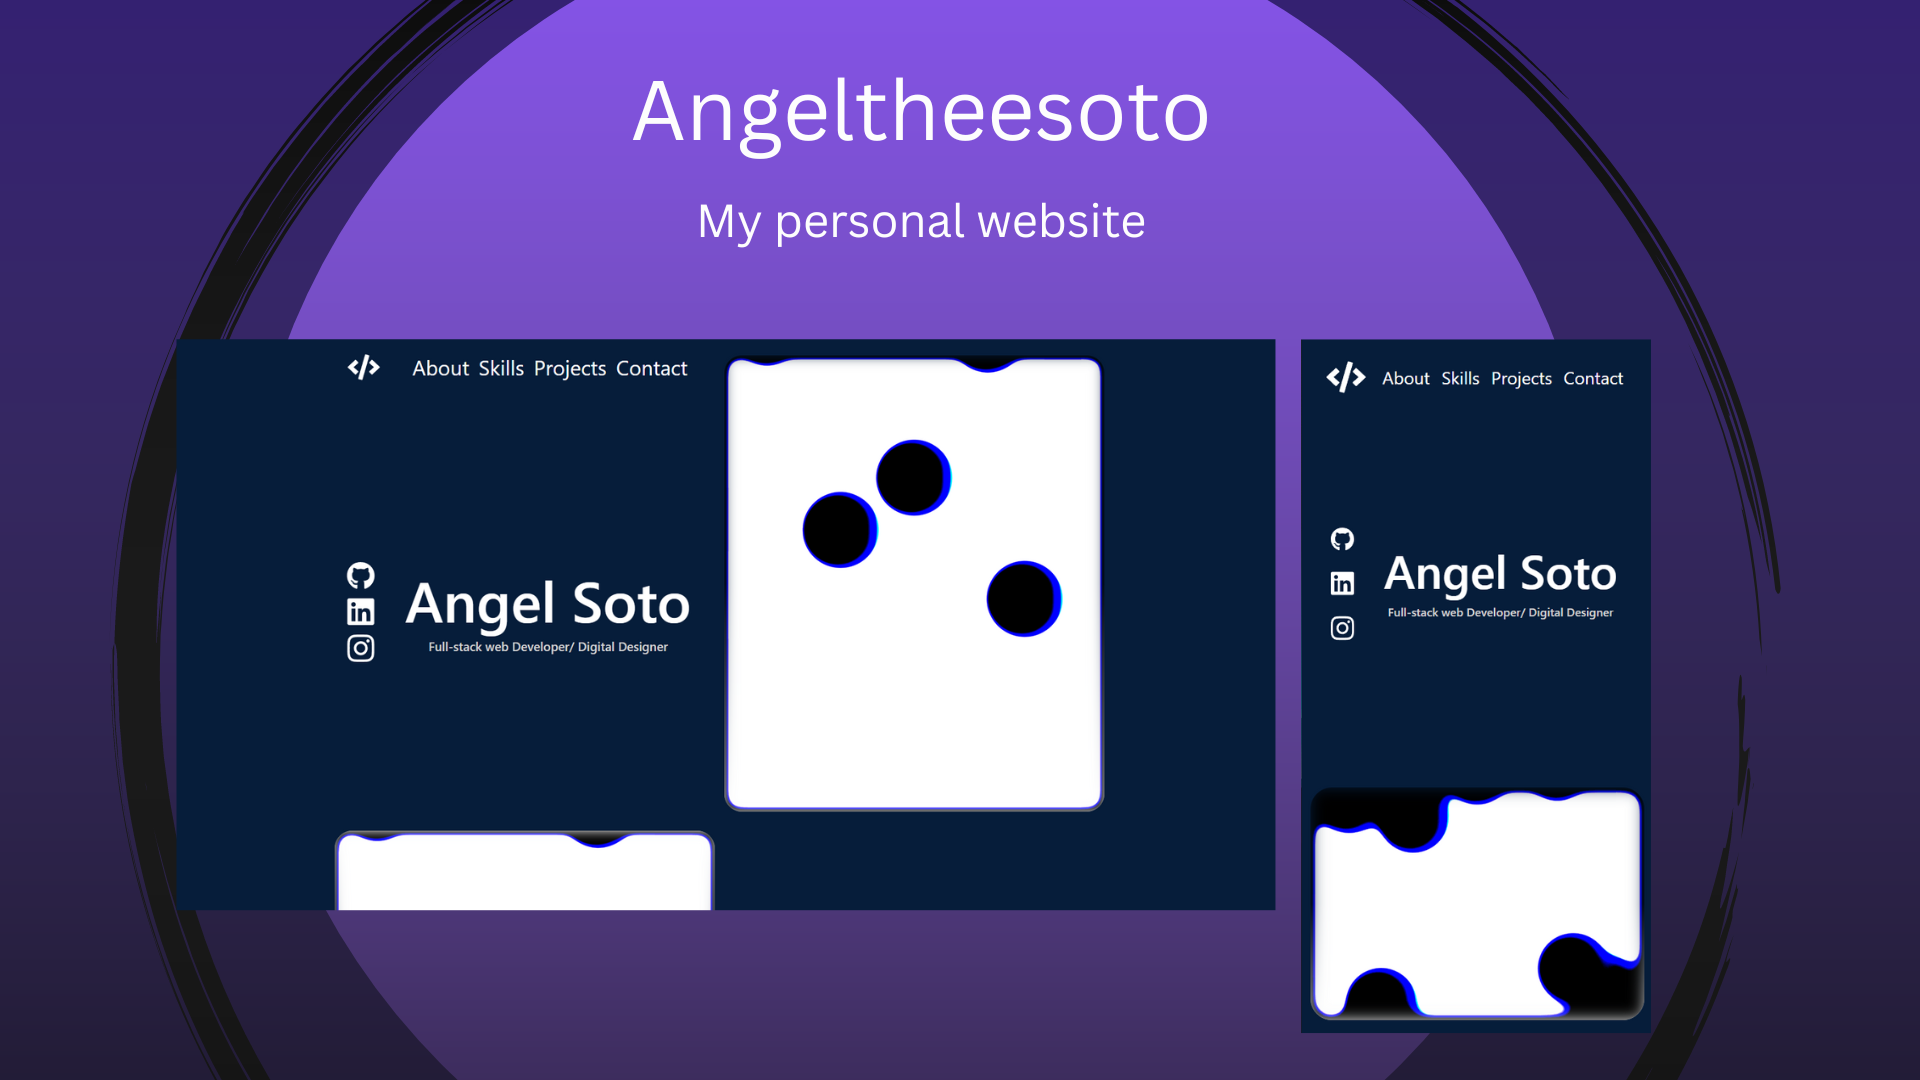 Angeltheesoto
My personal website
</> About Skills Projects Contact
Angel Soto
Full-stack web Developer/ Digital Designer
</> About Skills Projects Contact
Angel Soto
Full-stack web Developer/ Digital Designer